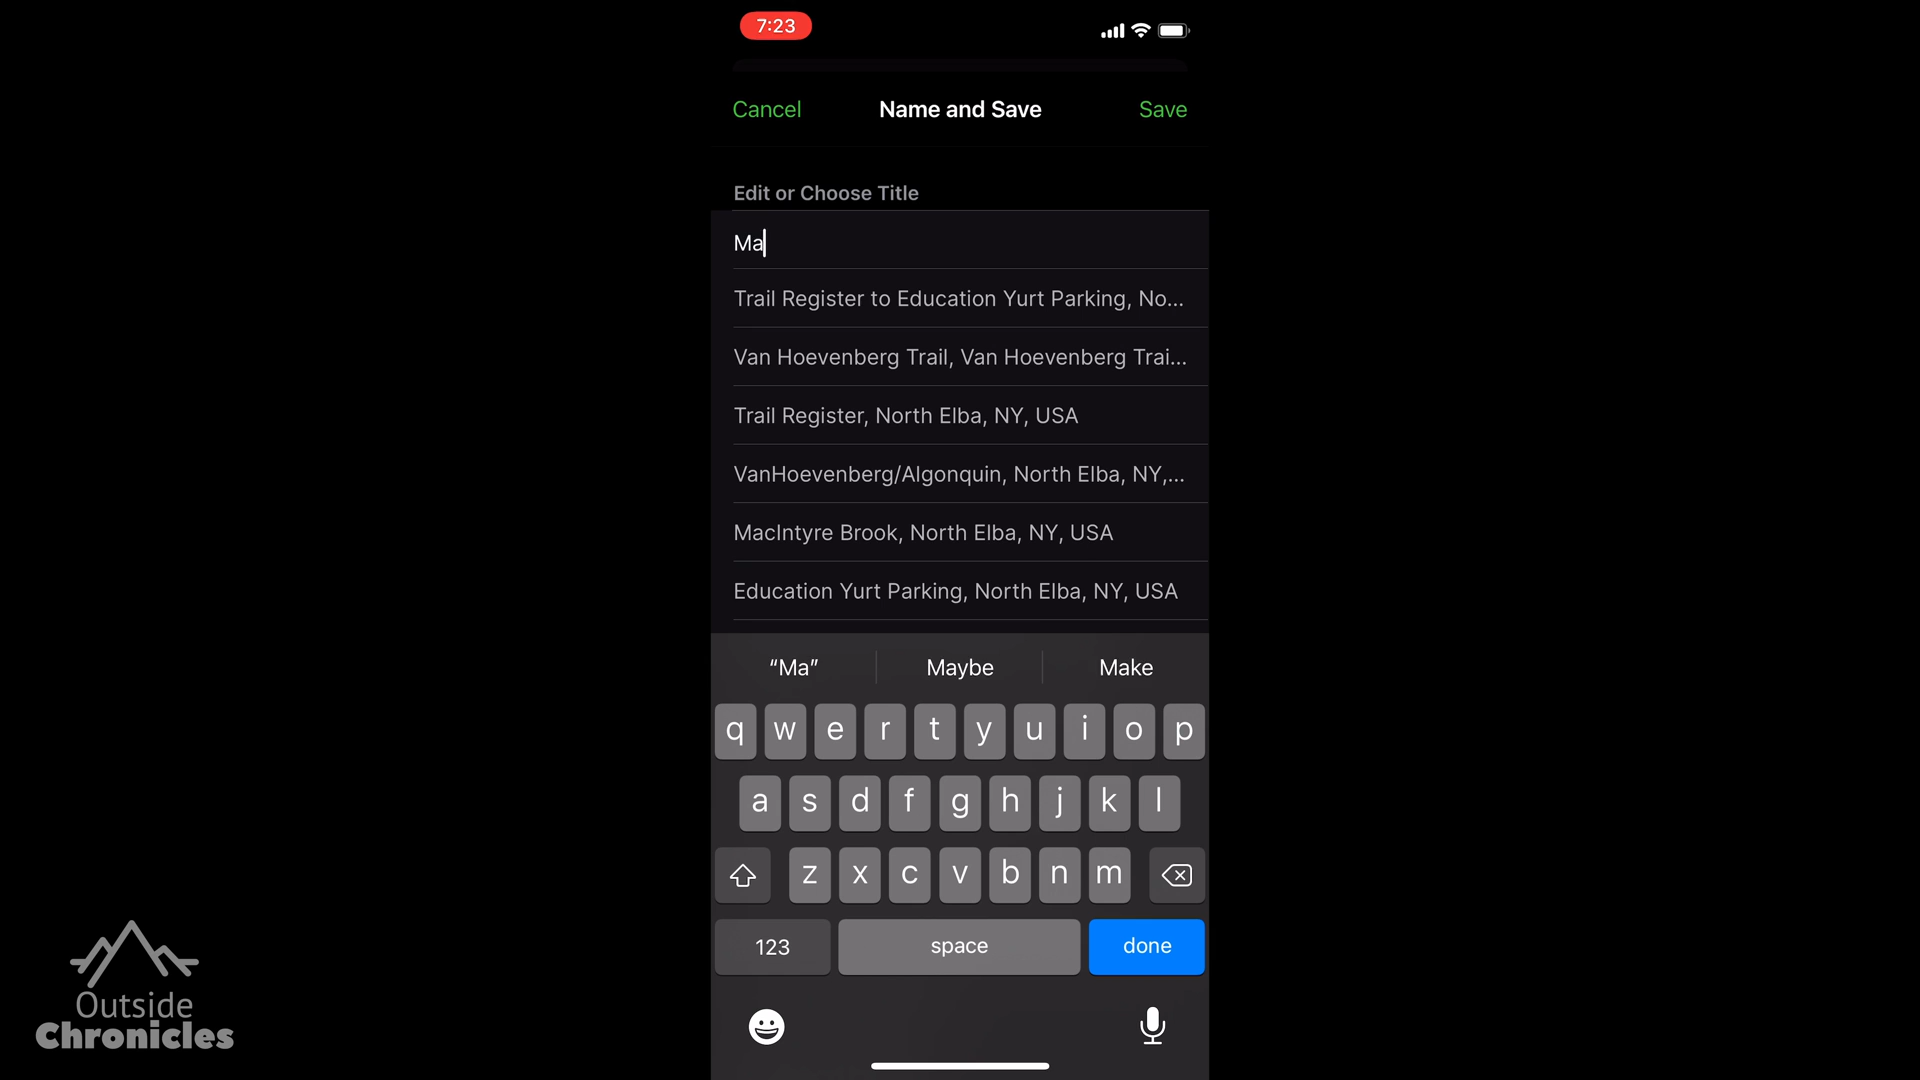 7:23
Cancel Name and Save Save
Edit or Choose Title
Ma
Trail Register to Education Yurt Parking, No...
Van Hoevenberg Trail, Van Hoevenberg Trai...
Trail Register, North Elba, NY, USA
VanHoevenberg/Algonquin, North Elba, NY,...
MacIntyre Brook, North Elba, NY, USA
Education Yurt Parking, North Elba, NY, USA
“Ma” Maybe Make
q w e r t y u i o p
a s d f g h j k l
z x c v b n m
123 space done
Outside
Chronicles